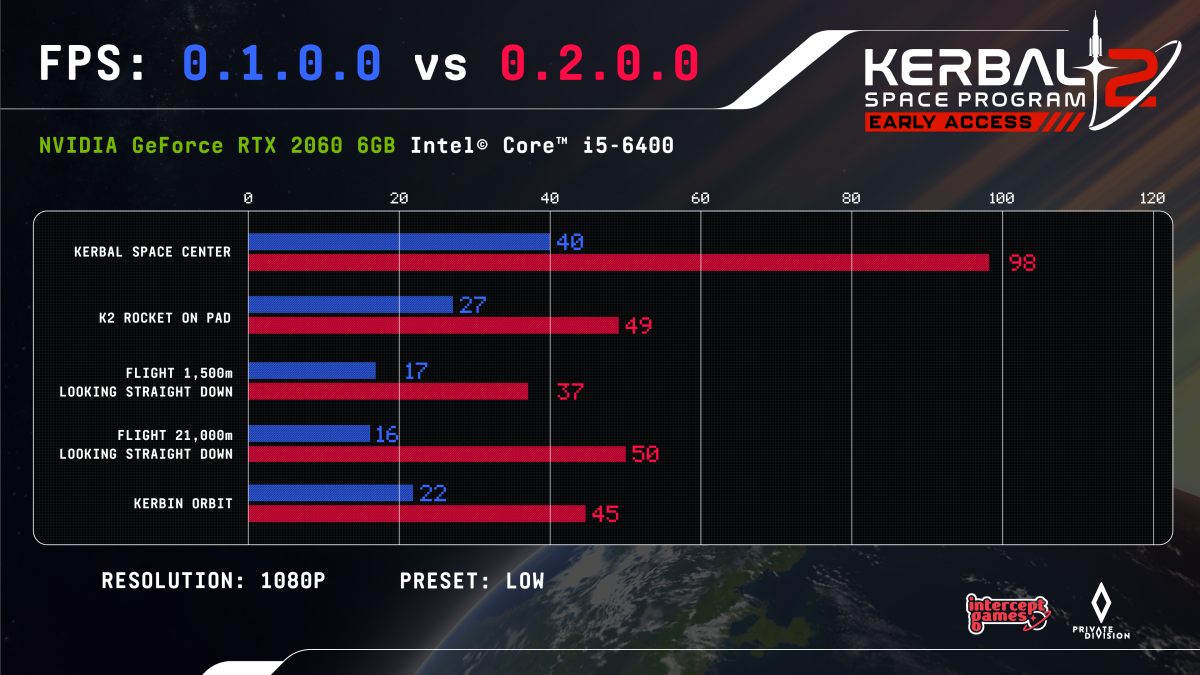 FPS: 0.1.0.0 vs 0.2.0.0
KERBAL
SPACE PROGRAM
2
EARLY ACCESS
NVIDIA GeForce RTX 2060 6GB Intel© Core™ i5-6400
0 20 40 60 80 100 120
KERBAL SPACE CENTER
40
98
K2 ROCKET ON PAD
27
49
FLIGHT 1,500m
LOOKING STRAIGHT DOWN
17
37
FLIGHT 21,000m
LOOKING STRAIGHT DOWN
16
50
KERBIN ORBIT
22
45
RESOLUTION: 1080P PRESET: LOW
intercept
games
PRIVATE
DIVISION